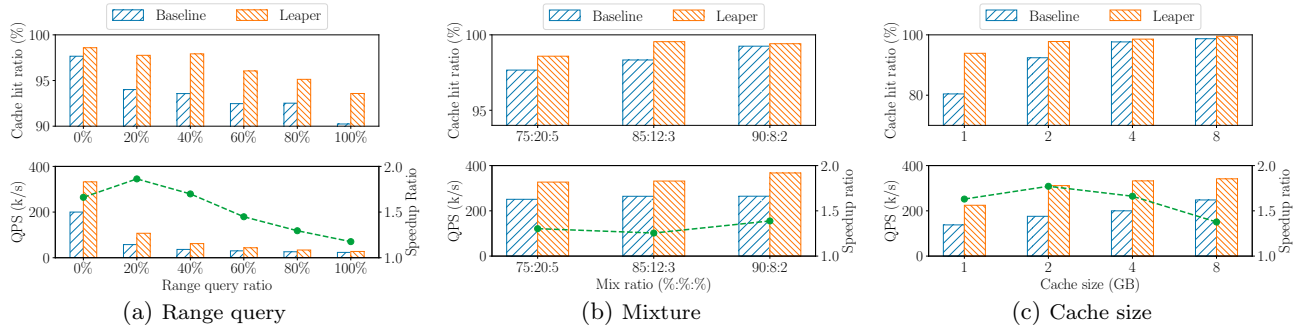 Baseline Leaper
Cache hit ratio (%)
100
95
90
0% 20% 40% 60% 80% 100%
QPS (k/s)
400
200
0
2.0
1.5
1.0
Speedup Ratio
0% 20% 40% 60% 80% 100%
Range query ratio
(a) Range query
Baseline Leaper
Cache hit ratio (%)
100
95
75:20:5 85:12:3 90:8:2
QPS (k/s)
400
200
0
2.0
1.5
1.0
Speedup ratio
75:20:5 85:12:3 90:8:2
Mix ratio (%:%:%)
(b) Mixture
Baseline Leaper
Cache hit ratio (%)
100
80
1 2 4 8
QPS (k/s)
400
200
0
2.0
1.5
1.0
Speedup ratio
1 2 4 8
Cache size (GB)
(c) Cache size